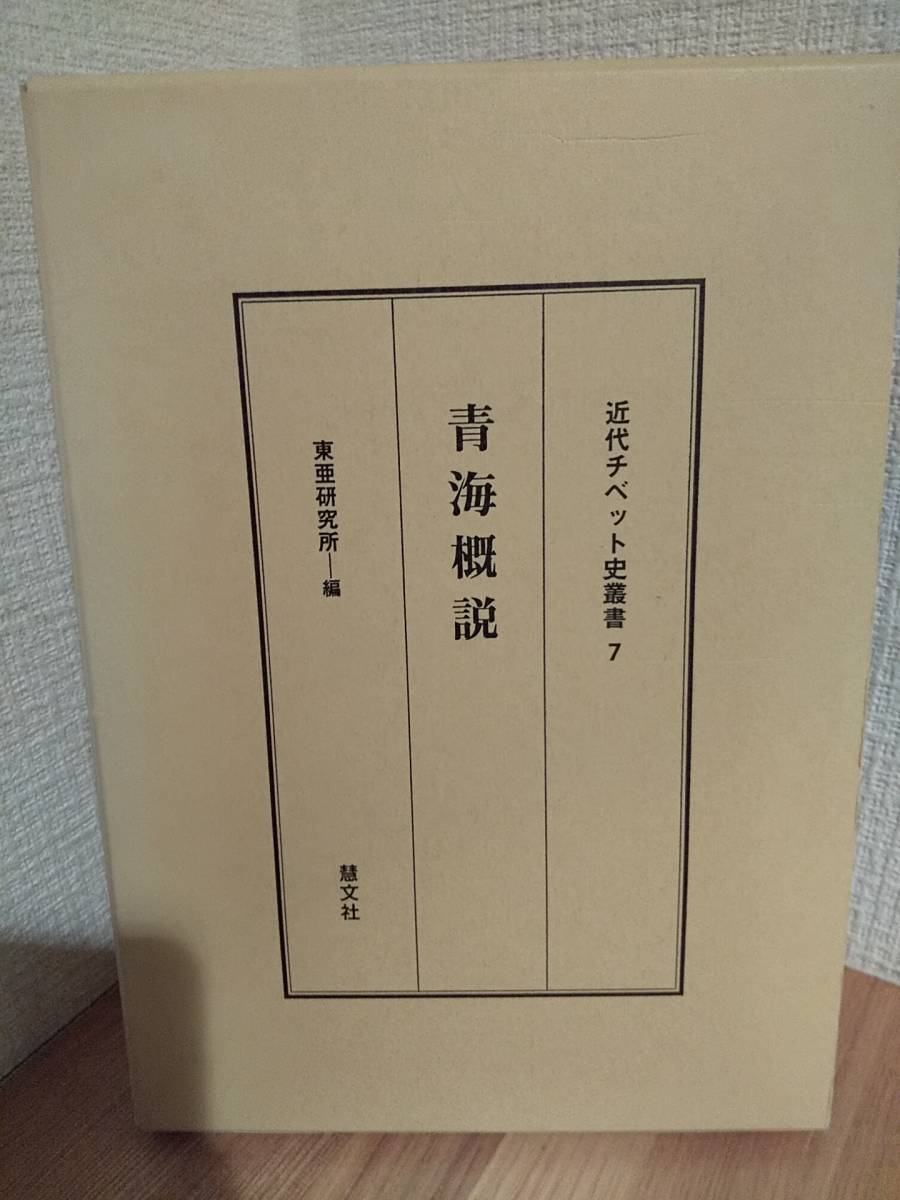 近代チベット史叢書 7
青海概説
東亜研究所―編
慧文社